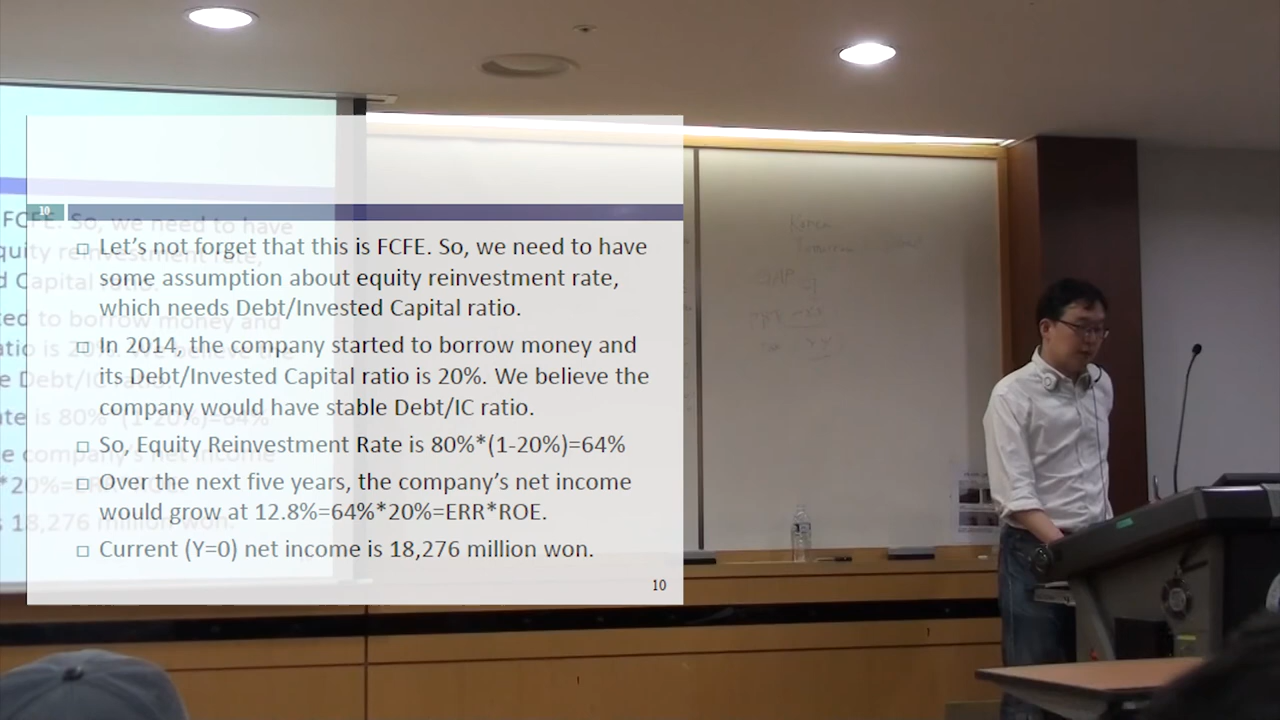 10
□ Let's not forget that this is FCFE. So, we need to have
some assumption about equity reinvestment rate,
which needs Debt/Invested Capital ratio.
□ In 2014, the company started to borrow money and
its Debt/Invested Capital ratio is 20%. We believe the
company would have stable Debt/IC ratio.
□ So, Equity Reinvestment Rate is 80%*(1-20%)=64%
□ Over the next five years, the company's net income
would grow at 12.8%=64%*20%=ERR*ROE.
□ Current (Y=0) net income is 18,276 million won.
10
Korea